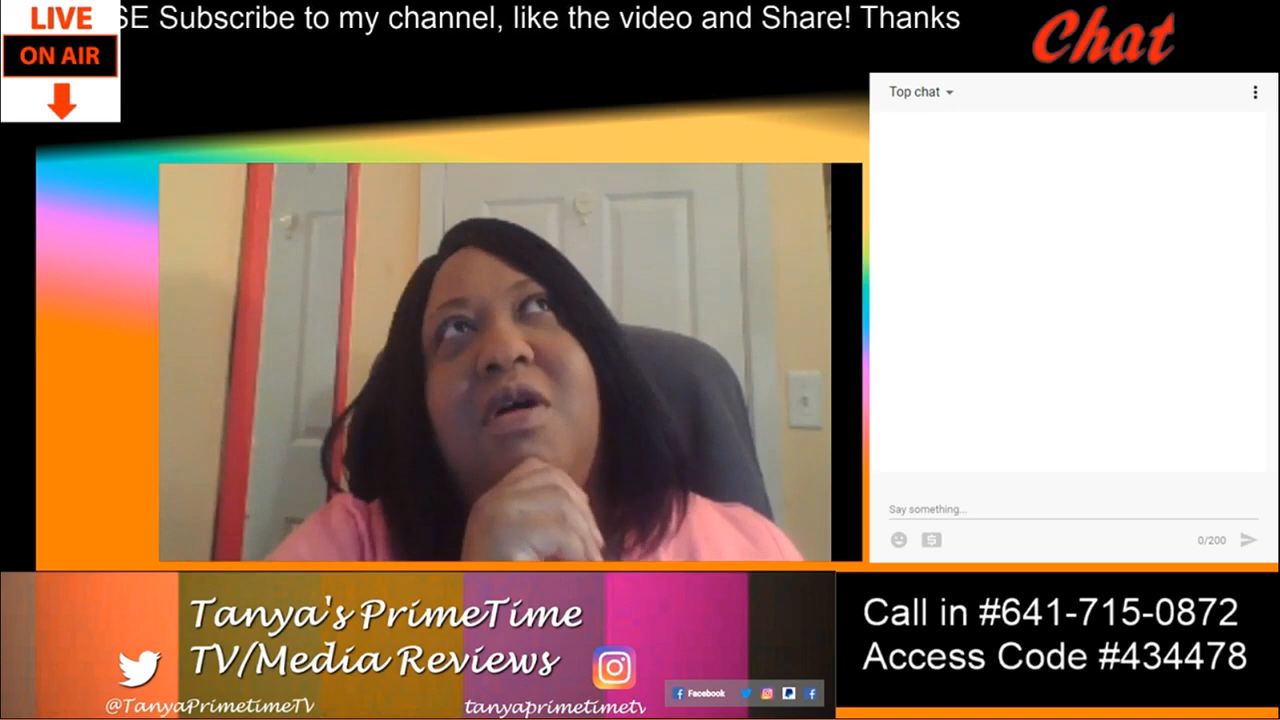 LIVE
ON AIR
SE Subscribe to my channel, like the video and Share! Thanks
Chat
Top chat
Say something...
0/200
Tanya's PrimeTime
TV/Media Reviews
@TanyaPrimetimeTV
tanyaprimetimetv
Facebook
Call in #641-715-0872
Access Code #434478